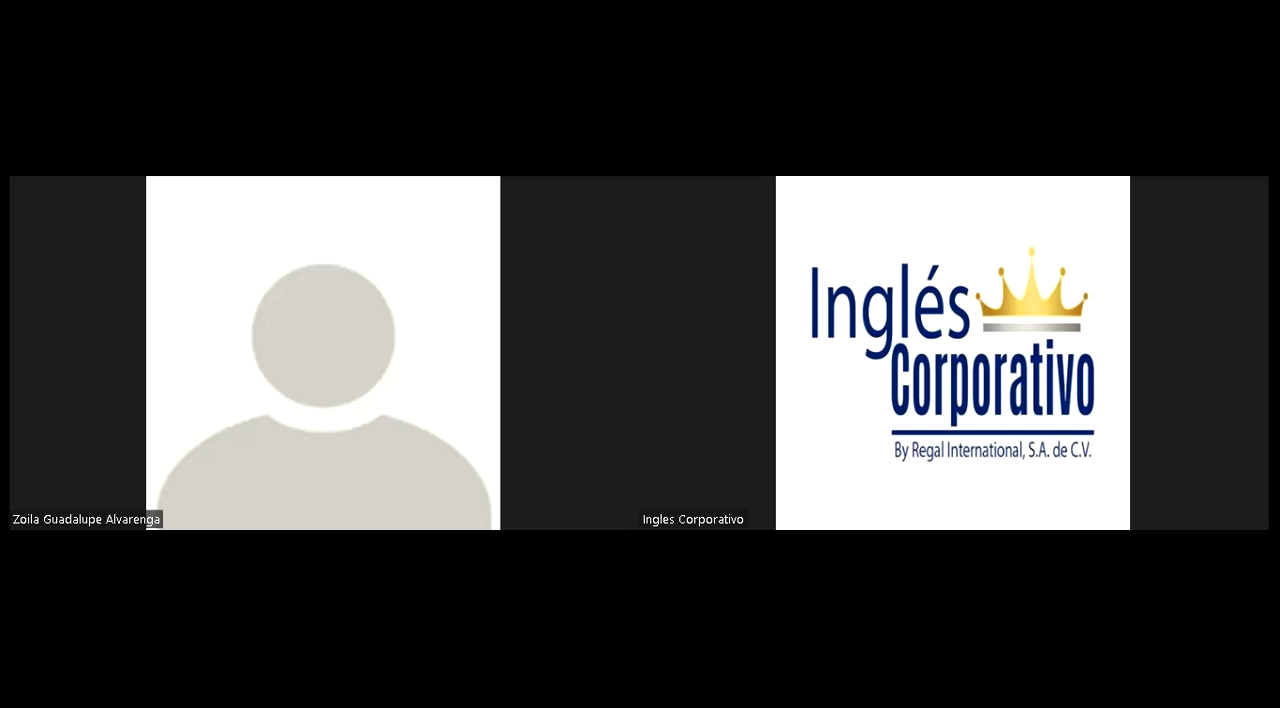 Inglés
Corporativo
By Regal International, S.A. de C.V.
Zoila Guadalupe Alvarenga
Ingles Corporativo